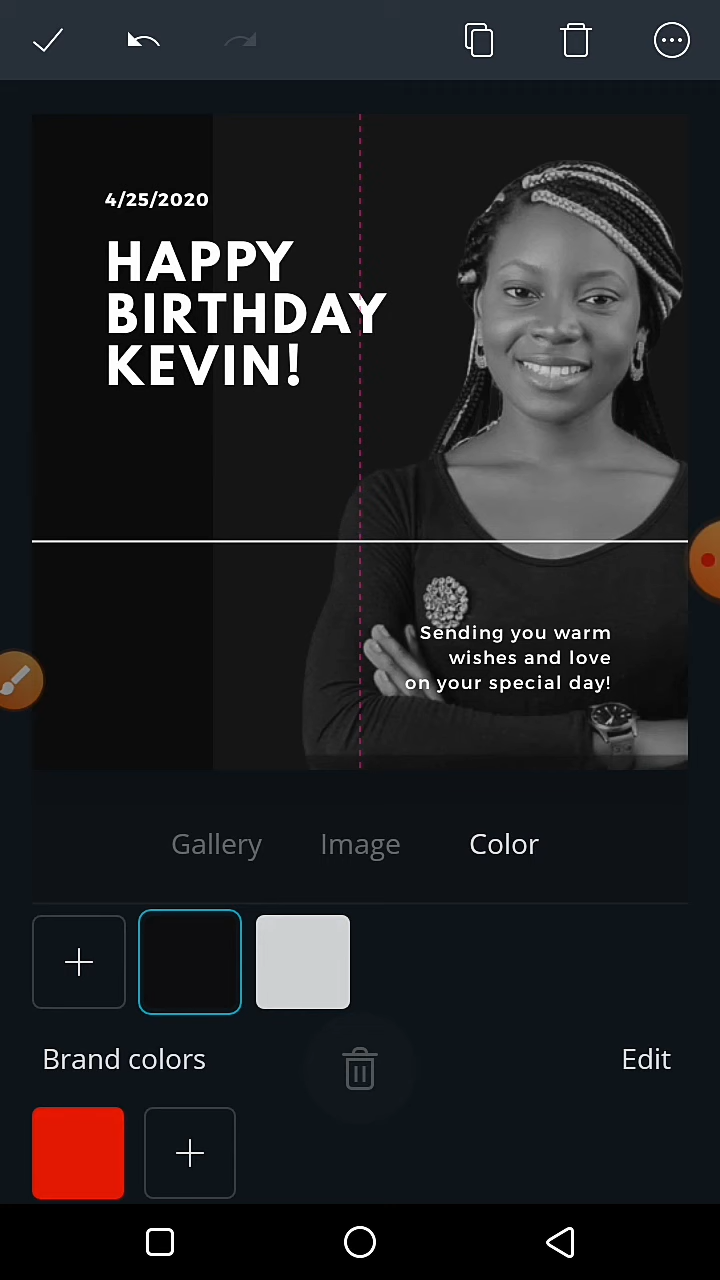 4/25/2020
HAPPY
BIRTHDAY
KEVIN!
Sending you warm
wishes and love
on your special day!
Gallery Image Color
Brand colors Edit